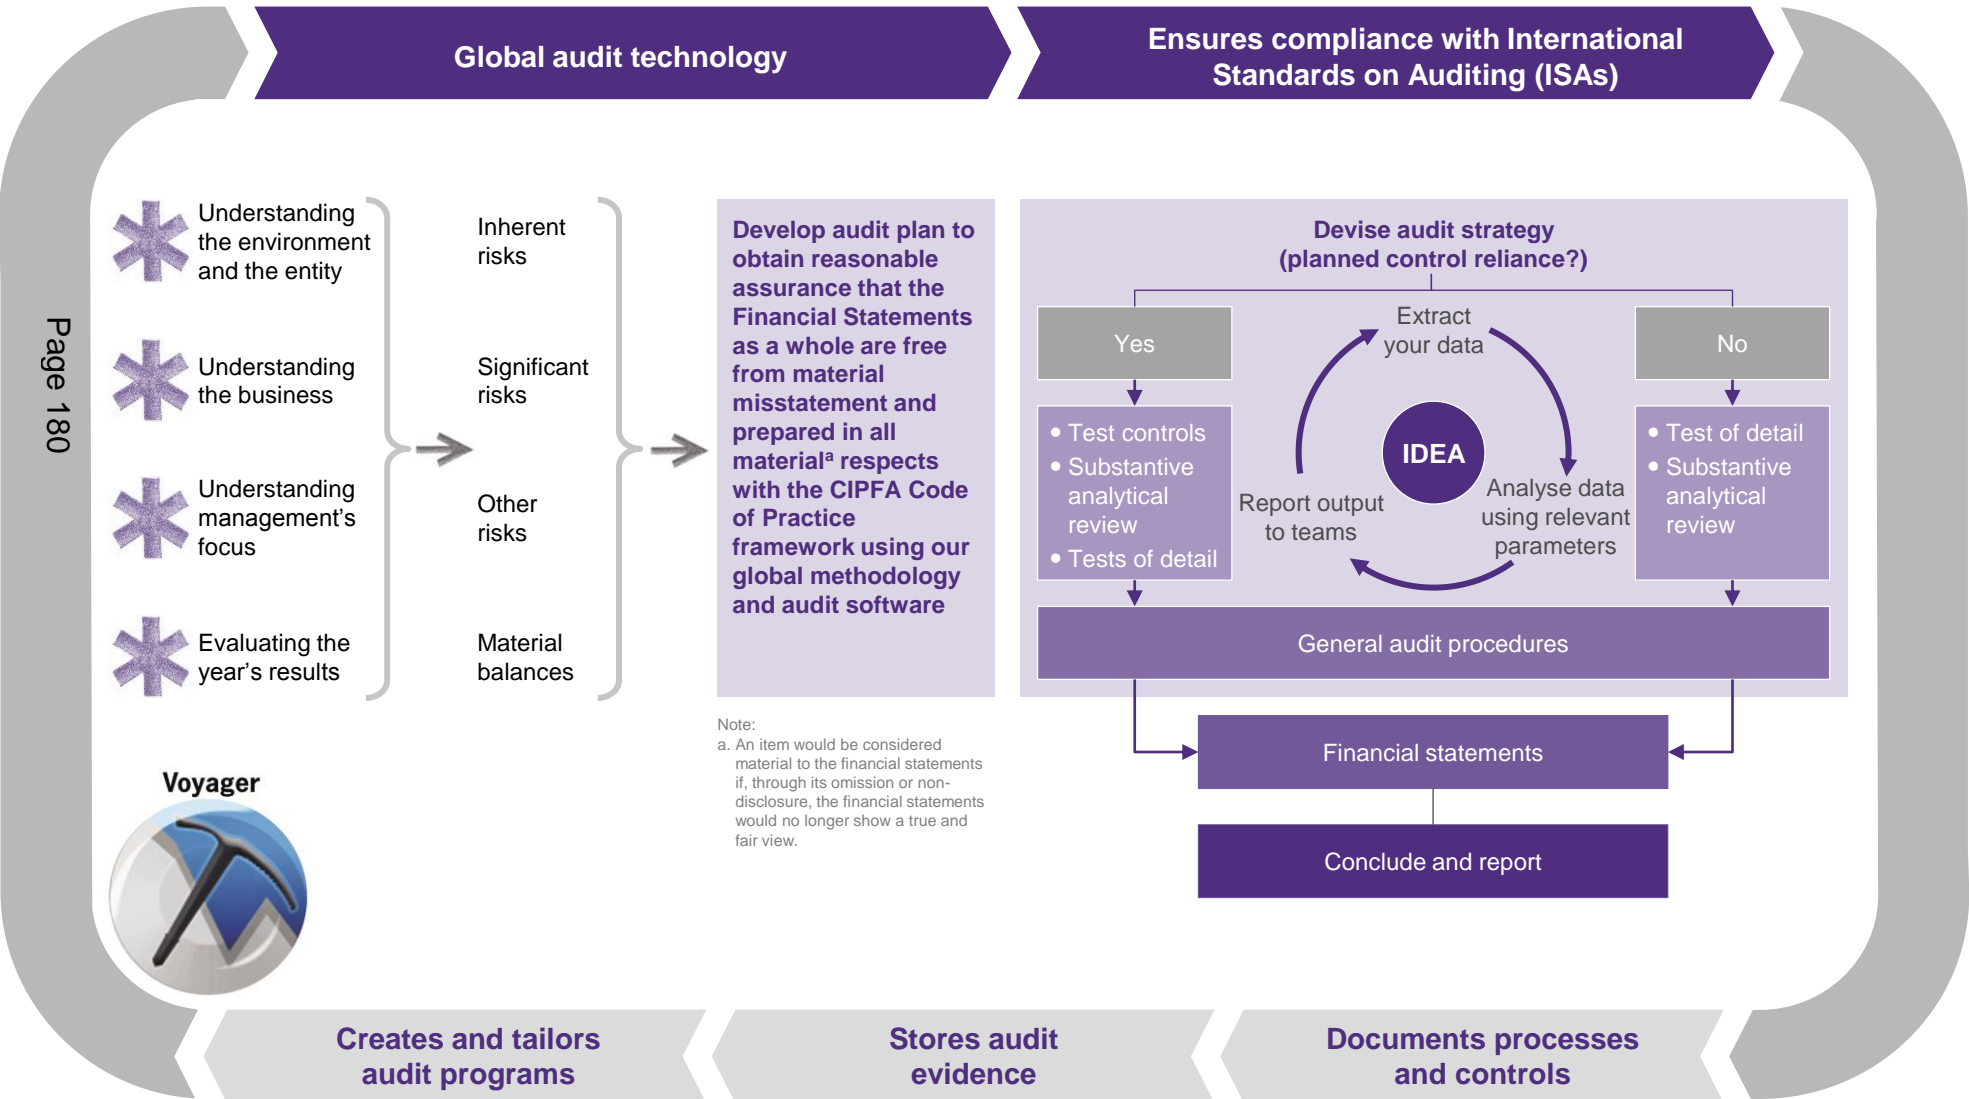 Global audit technology
Ensures compliance with International
Standards on Auditing (ISAs)
Page 180
Understanding
the environment
and the entity
Understanding
the business
Understanding
management’s
focus
Evaluating the
year’s results
Inherent
risks
Significant
risks
Other
risks
Material
balances
Develop audit plan to
obtain reasonable
assurance that the
Financial Statements
as a whole are free
from material
misstatement and
prepared in all
materialᵃ respects
with the CIPFA Code
of Practice
framework using our
global methodology
and audit software
Note:
a. An item would be considered
material to the financial statements
if, through its omission or non-
disclosure, the financial statements
would no longer show a true and
fair view.
Devise audit strategy
(planned control reliance?)
Yes
• Test controls
• Substantive
analytical
review
• Tests of detail
Extract
your data
IDEA
Analyse data
using relevant
parameters
Report output
to teams
No
• Test of detail
• Substantive
analytical
review
General audit procedures
Financial statements
Conclude and report
Voyager
Creates and tailors
audit programs
Stores audit
evidence
Documents processes
and controls